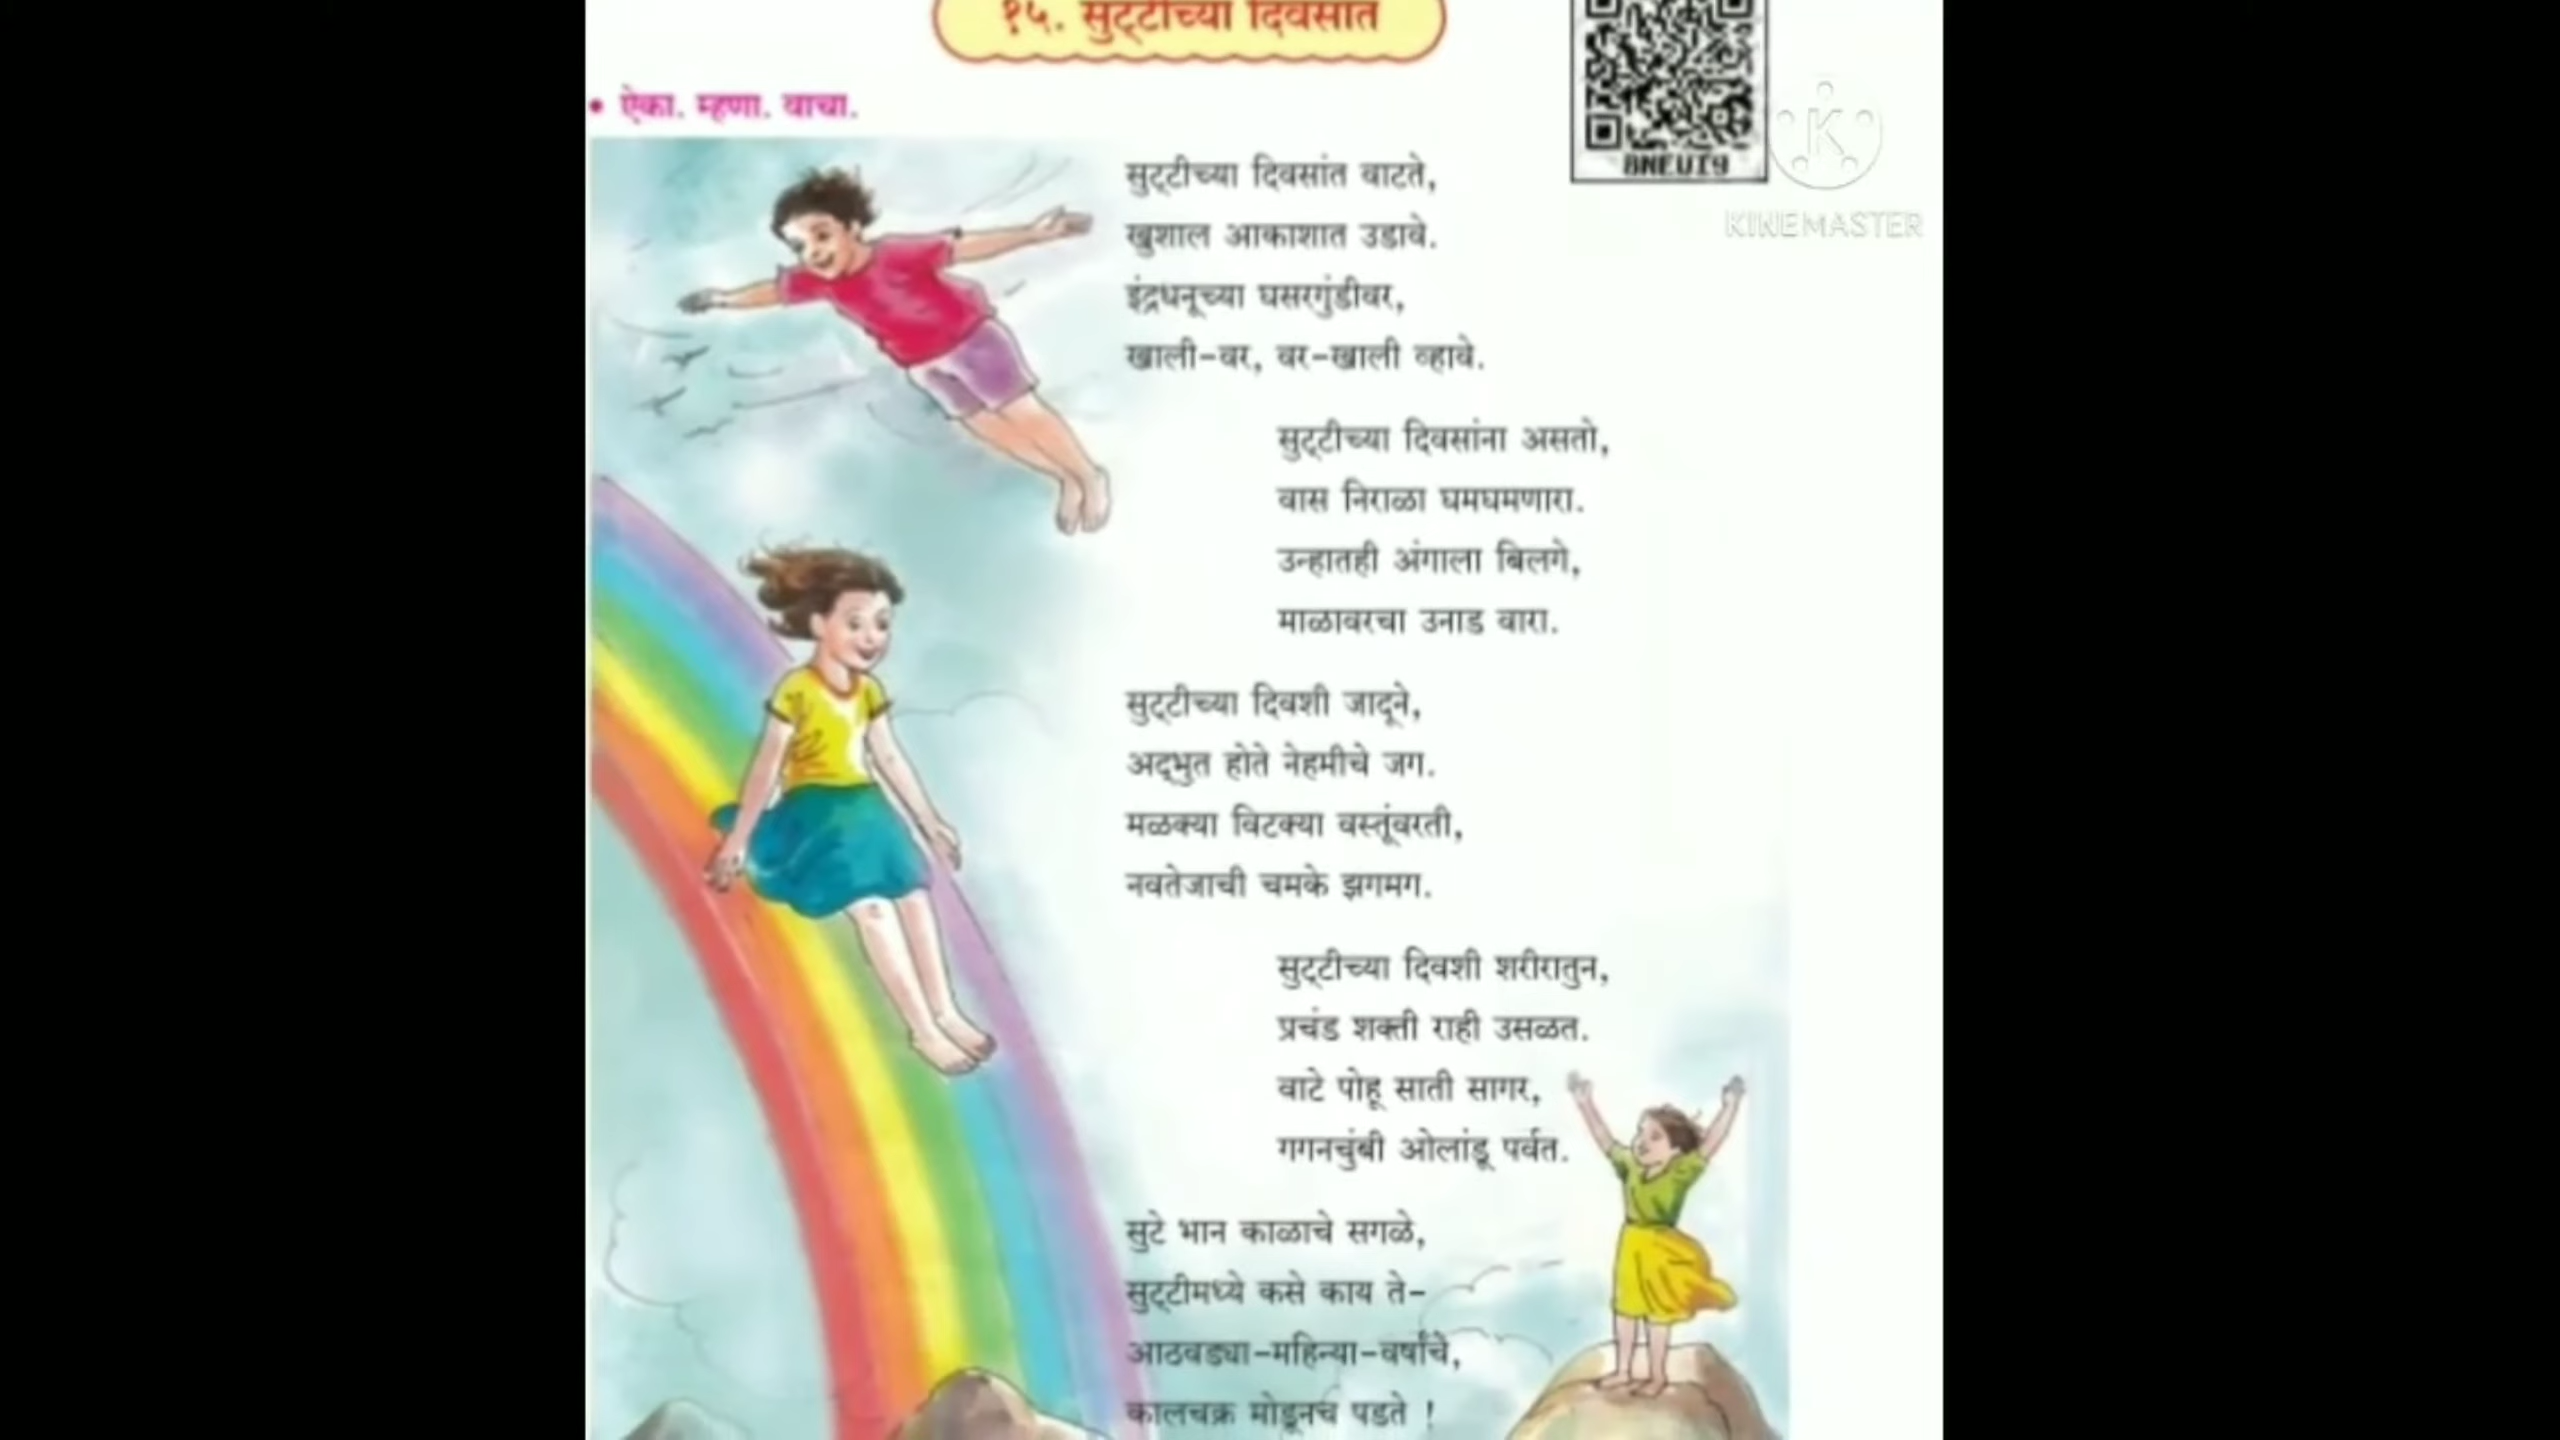 १५. सुट्टीच्या दिवसांत
• ऐका. म्हणा. वाचा.
8NEUI9
KINEMASTER
सुट्टीच्या दिवसांत वाटते,
खुशाल आकाशात उडावे.
इंद्रधनूच्या घसरगुंडीवर,
खाली-वर, वर-खाली व्हावे.
सुट्टीच्या दिवसांना असतो,
वास निराळा घमघमणारा.
उन्हातही अंगाला बिलगे,
माळावरचा उनाड वारा.
सुट्टीच्या दिवशी जादूने,
अद्भुत होते नेहमीचे जग.
मळक्या विटक्या वस्तूंवरती,
नवतेजाची चमके झगमग.
सुट्टीच्या दिवशी शरीरातुन,
प्रचंड शक्ती राही उसळत.
वाटे पोहू साती सागर,
गगनचुंबी ओलांडू पर्वत.
सुटे भान काळाचे सगळे,
सुट्टीमध्ये कसे काय ते-
आठवड्या-महिन्या-वर्षांचे,
कालचक्र मोडूनच पडते !